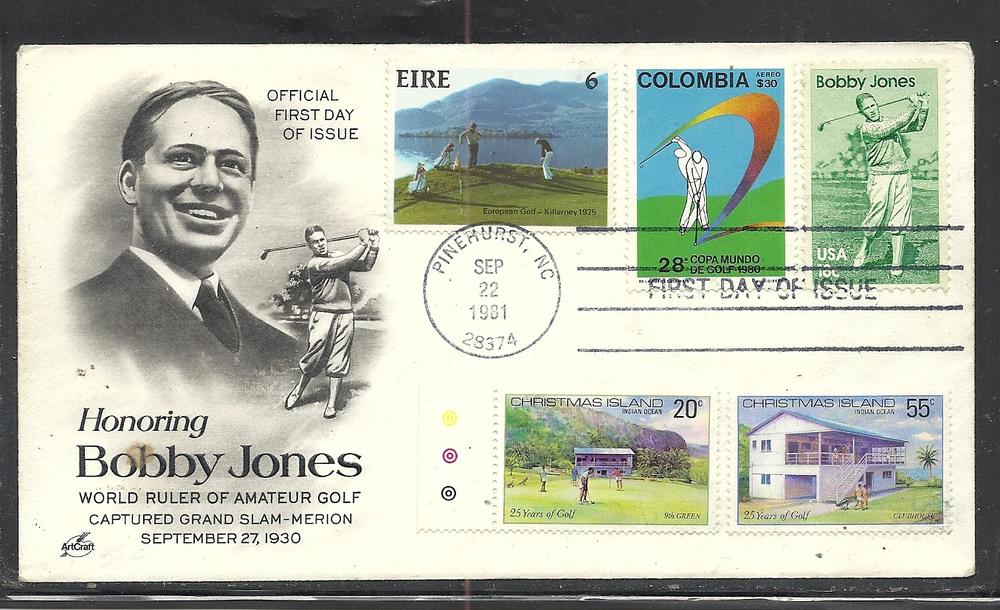 OFFICIAL
FIRST DAY
OF ISSUE
EIRE 6
European Golf – Killarney 1975
COLOMBIA AEREO
$30
28ª COPA MUNDO
DE GOLF 1980
Bobby Jones
USA
18c
PINEHURST, NC
SEP
22
1981
28374
FIRST DAY OF ISSUE
Honoring
Bobby Jones
WORLD RULER OF AMATEUR GOLF
CAPTURED GRAND SLAM–MERION
SEPTEMBER 27, 1930
ArtCraft
CHRISTMAS ISLAND
INDIAN OCEAN 20c
25 Years of Golf 9th GREEN
CHRISTMAS ISLAND
INDIAN OCEAN 55c
25 Years of Golf CLUBHOUSE